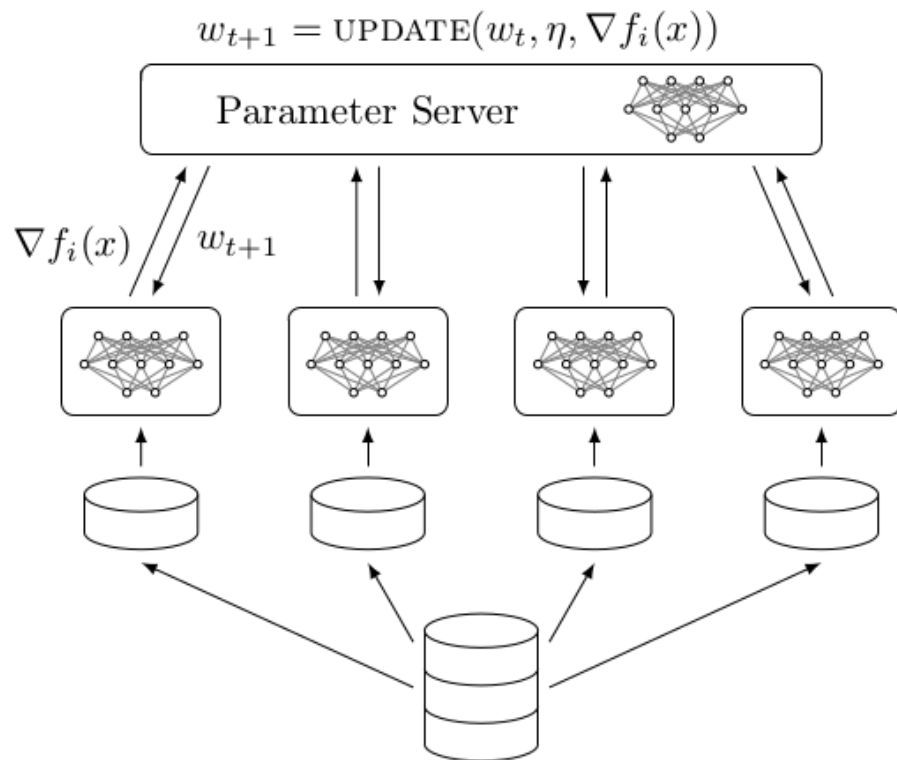 w_{t+1} = UPDATE(w_t, η, ∇f_i(x))
Parameter Server
∇f_i(x)
w_{t+1}